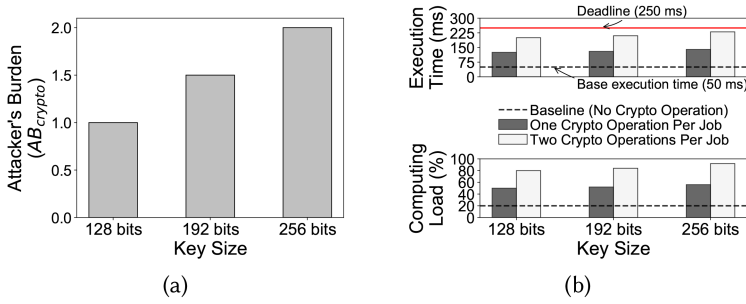 2.0
1.5
1.0
0.5
0.0
Attacker's Burden
(AB_crypto)
128 bits 192 bits 256 bits
Key Size
(a)
Deadline (250 ms)
300
225
150
75
0
Execution
Time (ms)
Base execution time (50 ms)
Baseline (No Crypto Operation)
One Crypto Operation Per Job
Two Crypto Operations Per Job
100
80
60
40
20
0
Computing
Load (%)
128 bits 192 bits 256 bits
Key Size
(b)